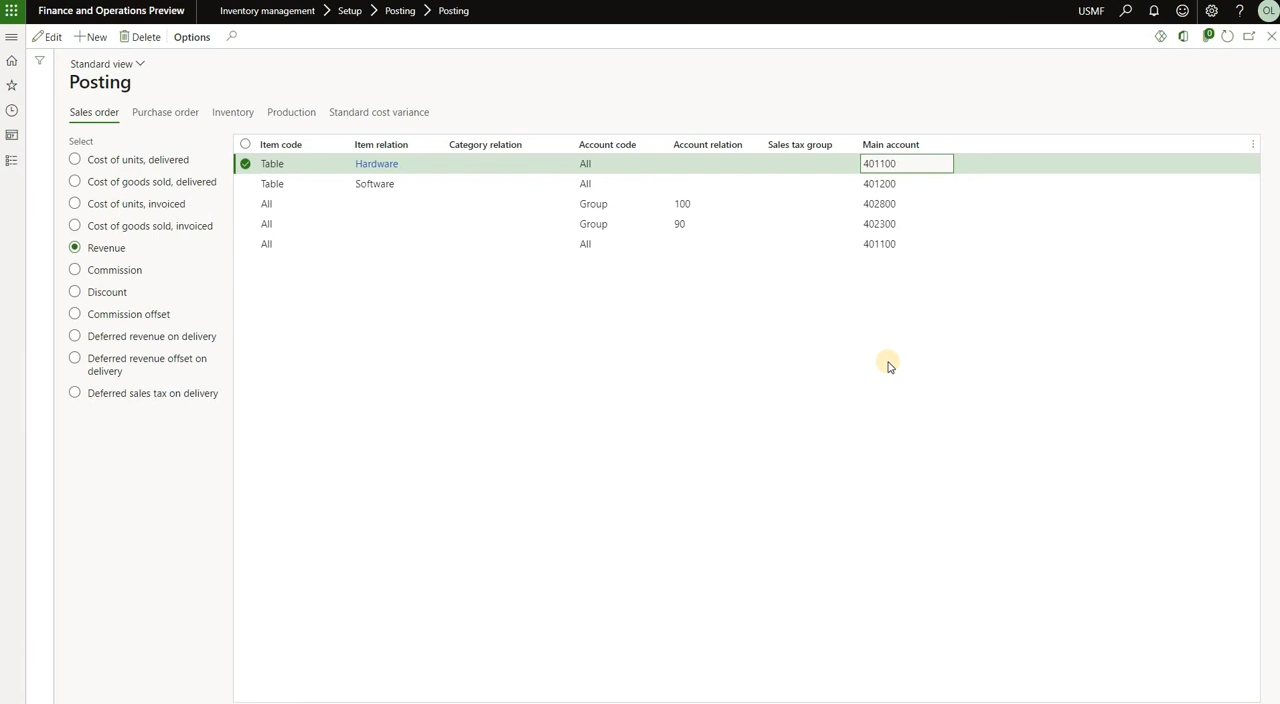 Finance and Operations Preview
Inventory management > Setup > Posting > Posting
USMF
OL
Edit New Delete Options
0
Standard view
Posting
Sales order Purchase order Inventory Production Standard cost variance
Select
Cost of units, delivered
Cost of goods sold, delivered
Cost of units, invoiced
Cost of goods sold, invoiced
Revenue
Commission
Discount
Commission offset
Deferred revenue on delivery
Deferred revenue offset on
delivery
Deferred sales tax on delivery
Item code Item relation Category relation Account code Account relation Sales tax group Main account
Table Hardware All 401100
Table Software All 401200
All Group 100 402800
All Group 90 402300
All All 401100